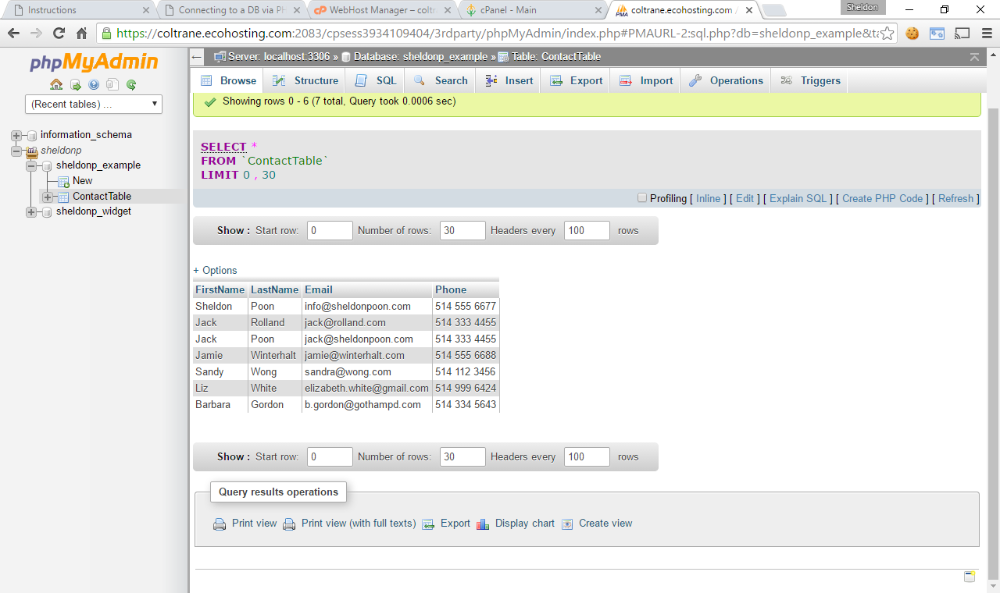 Instructions
Connecting to a DB via PH
WebHost Manager – coltr
cPanel - Main
coltrane.ecohosting.com /
Sheldon
https://coltrane.ecohosting.com:2083/cpsess3934109404/3rdparty/phpMyAdmin/index.php#PMAURL-2:sql.php?db=sheldonp_example&ta
phpMyAdmin
(Recent tables) ...
information_schema
sheldonp
sheldonp_example
New
ContactTable
sheldonp_widget
Server: localhost:3306 » Database: sheldonp_example » Table: ContactTable
Browse Structure SQL Search Insert Export Import Operations Triggers
Showing rows 0 - 6 (7 total, Query took 0.0006 sec)
SELECT *
FROM `ContactTable`
LIMIT 0 , 30
Profiling [ Inline ] [ Edit ] [ Explain SQL ] [ Create PHP Code ] [ Refresh ]
Show : Start row: 0 Number of rows: 30 Headers every 100 rows
+ Options
FirstName LastName Email Phone
Sheldon Poon info@sheldonpoon.com 514 555 6677
Jack Rolland jack@rolland.com 514 333 4455
Jack Poon jack@sheldonpoon.com 514 333 4455
Jamie Winterhalt jamie@winterhalt.com 514 555 6688
Sandy Wong sandra@wong.com 514 112 3456
Liz White elizabeth.white@gmail.com 514 999 6424
Barbara Gordon b.gordon@gothampd.com 514 334 5643
Show : Start row: 0 Number of rows: 30 Headers every 100 rows
Query results operations
Print view Print view (with full texts) Export Display chart Create view